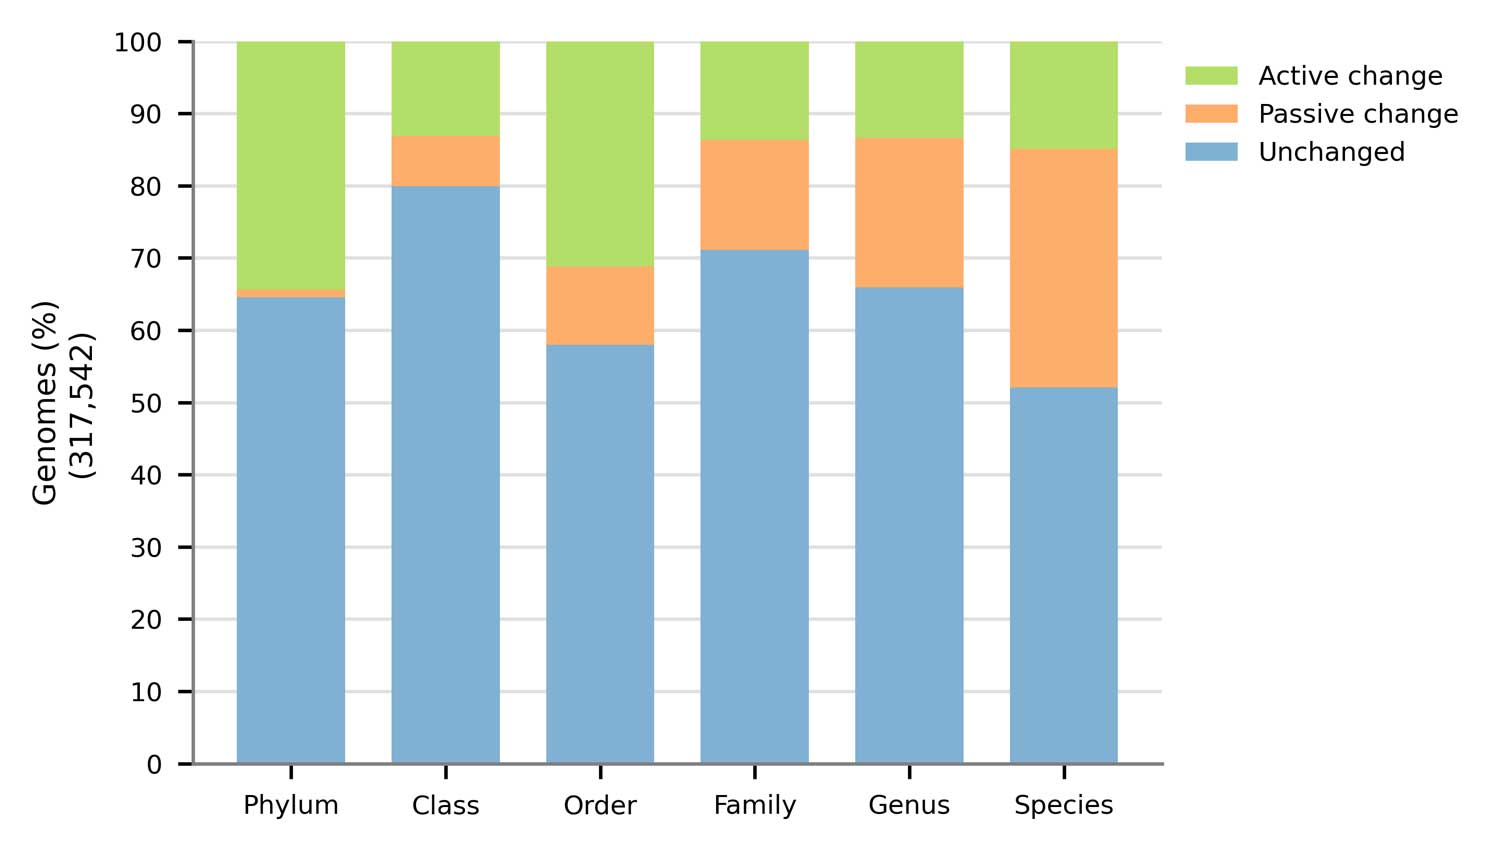 Genomes (%)
(317,542)
100
90
80
70
60
50
40
30
20
10
0
Phylum
Class
Order
Family
Genus
Species
Active change
Passive change
Unchanged